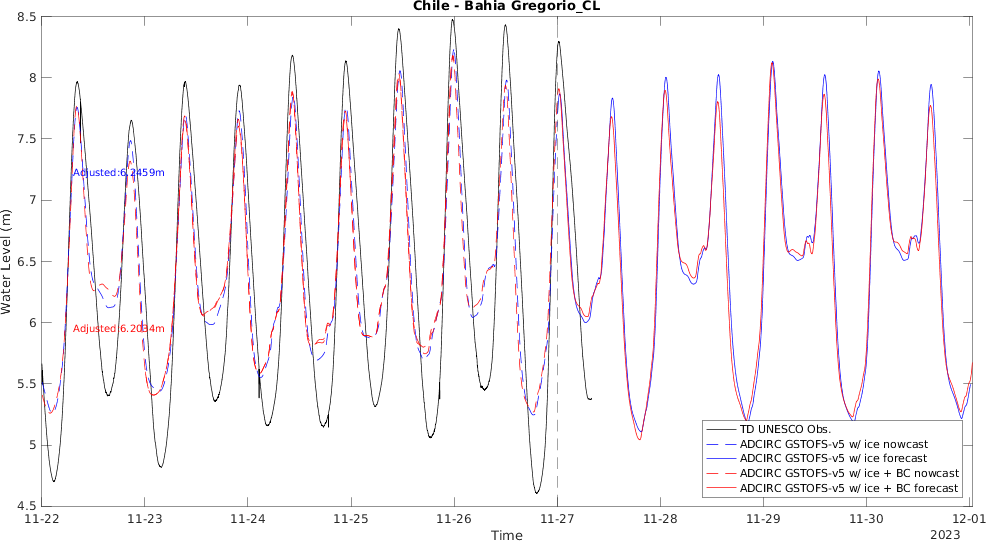 Chile - Bahia Gregorio_CL
Water Level (m)
8.5
8
7.5
7
6.5
6
5.5
5
4.5
Adjusted:6.2459m
Adjusted:6.2034m
TD UNESCO Obs.
ADCIRC GSTOFS-v5 w/ ice nowcast
ADCIRC GSTOFS-v5 w/ ice forecast
ADCIRC GSTOFS-v5 w/ ice + BC nowcast
ADCIRC GSTOFS-v5 w/ ice + BC forecast
11-22 11-23 11-24 11-25 11-26 11-27 11-28 11-29 11-30 12-01
Time
2023